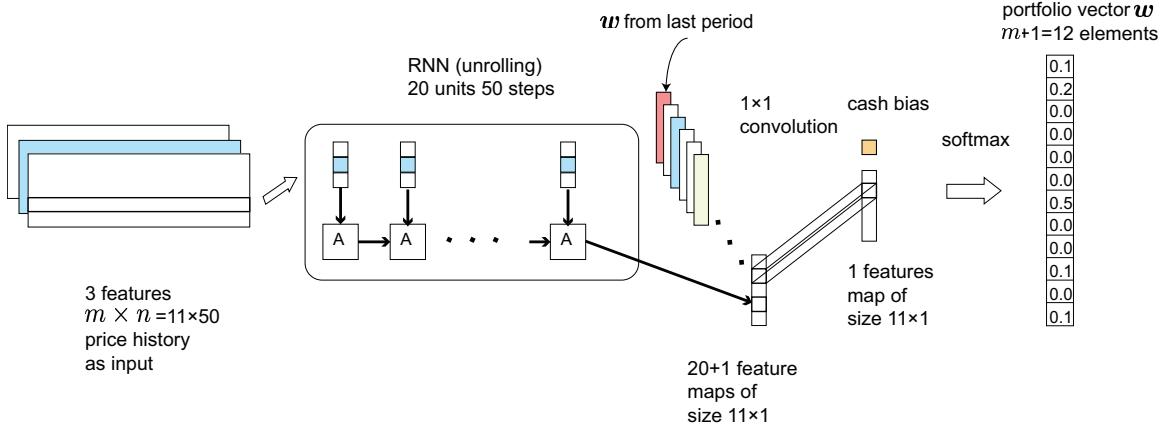 portfolio vector w
m+1=12 elements
w from last period
RNN (unrolling)
20 units 50 steps
1×1
convolution
cash bias
softmax
A
A
A
3 features
m × n =11×50
price history
as input
20+1 feature
maps of
size 11×1
1 features
map of
size 11×1
0.1
0.2
0.0
0.0
0.0
0.0
0.5
0.0
0.0
0.1
0.0
0.1